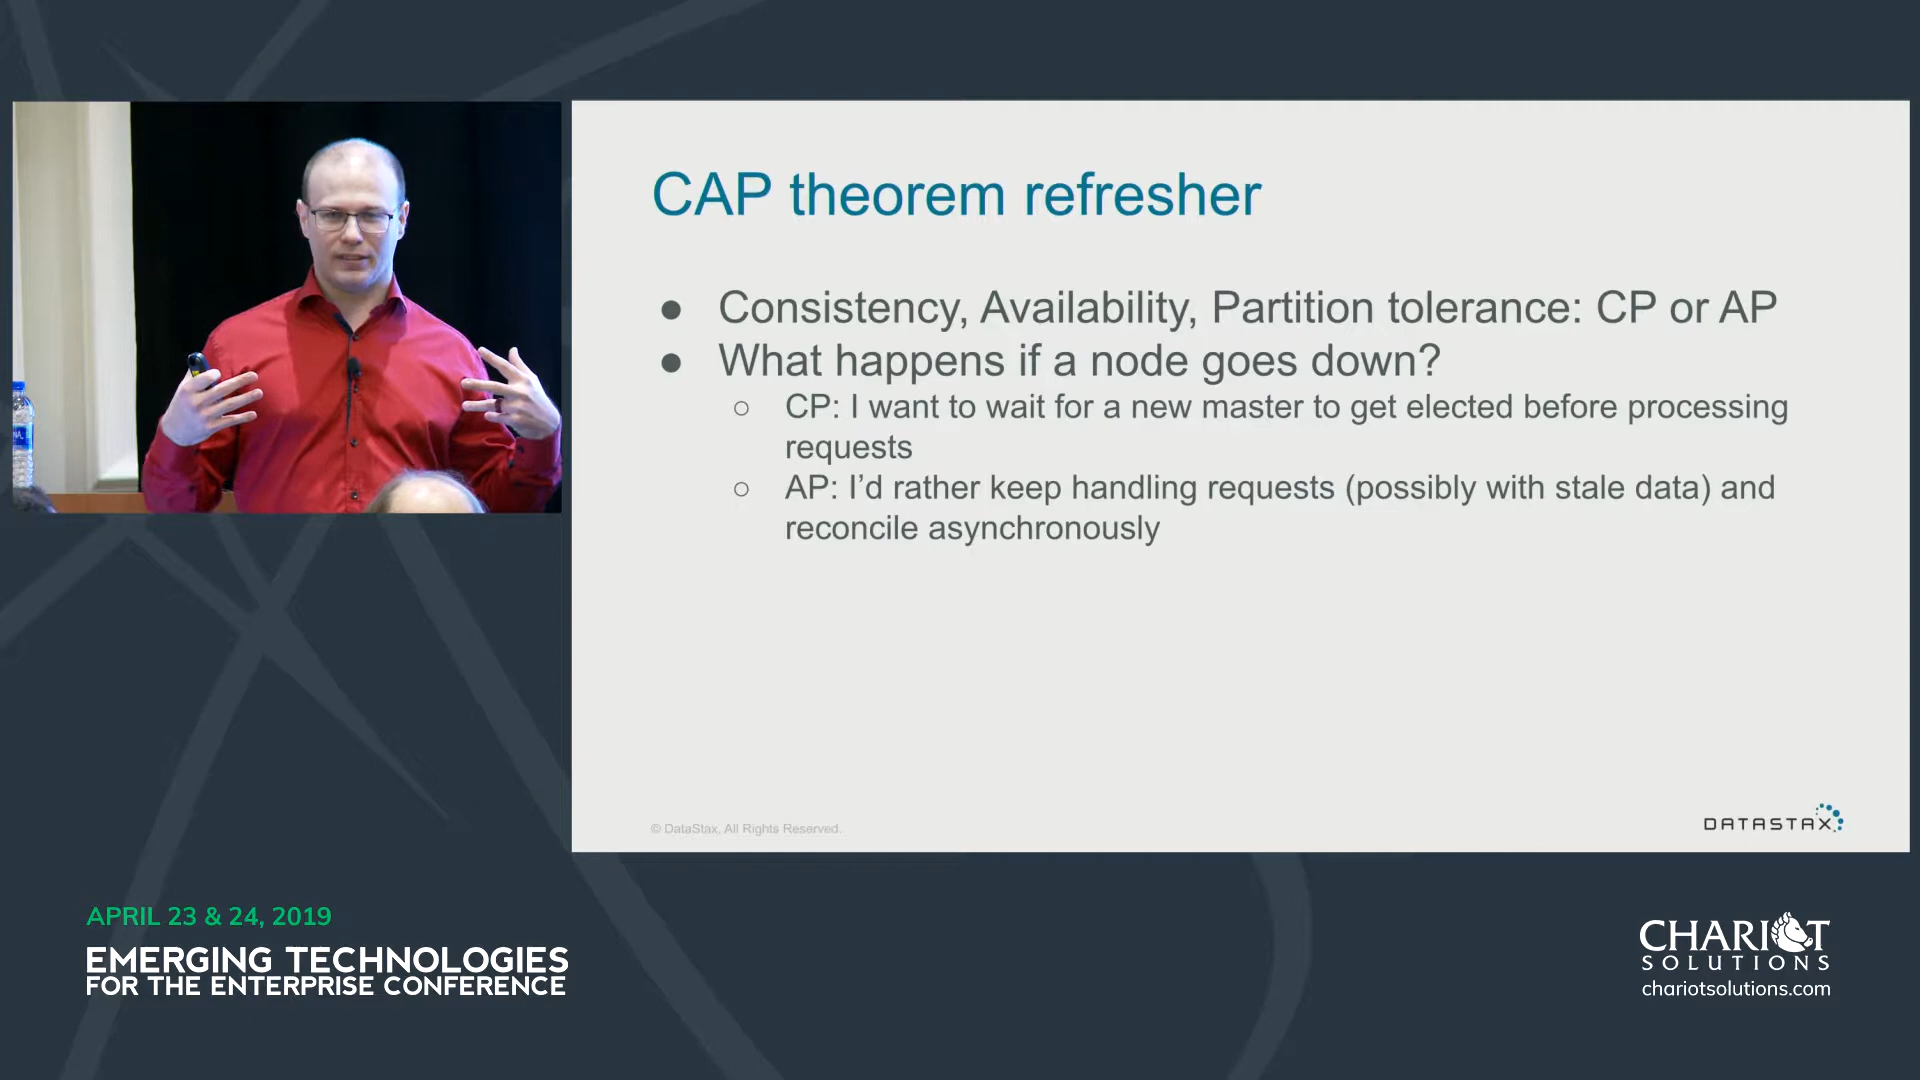 CAP theorem refresher
● Consistency, Availability, Partition tolerance: CP or AP
● What happens if a node goes down?
○ CP: I want to wait for a new master to get elected before processing
requests
○ AP: I’d rather keep handling requests (possibly with stale data) and
reconcile asynchronously
© DataStax, All Rights Reserved.
DATASTAX
APRIL 23 & 24, 2019
EMERGING TECHNOLOGIES
FOR THE ENTERPRISE CONFERENCE
CHARIOT
SOLUTIONS
chariotsolutions.com